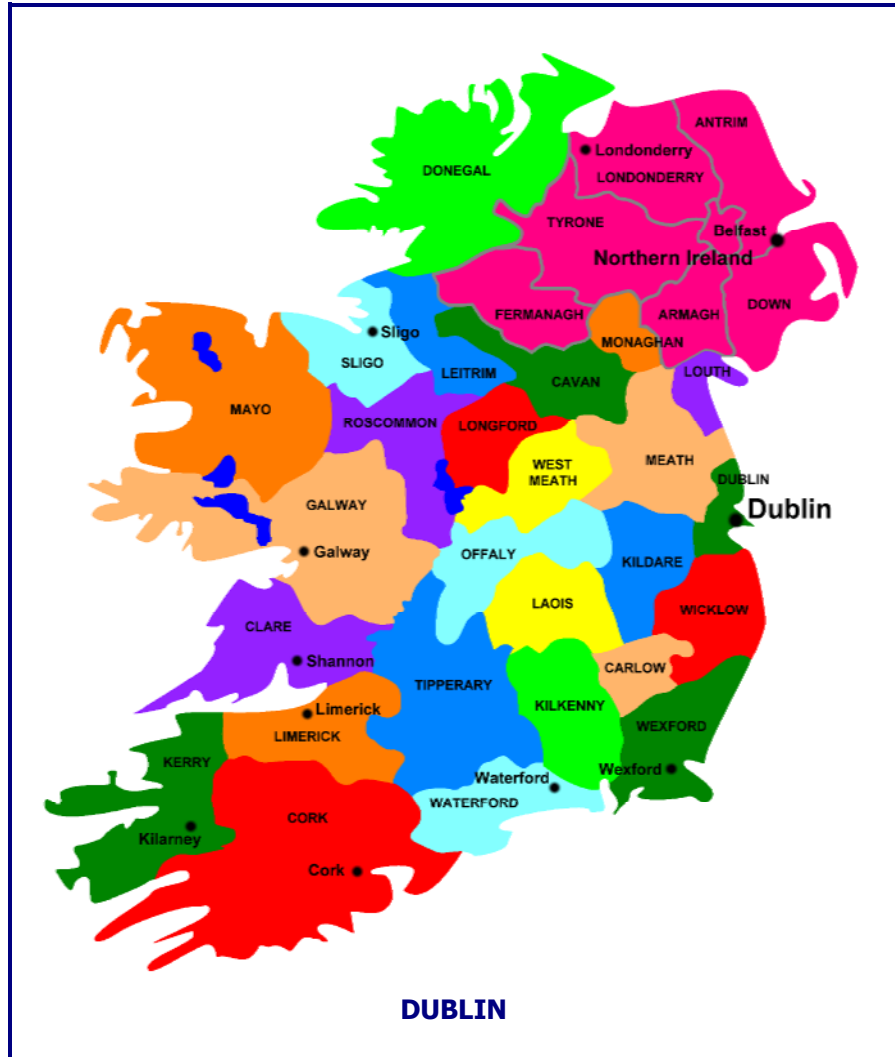 ANTRIM
Londonderry
DONEGAL
LONDONDERRY
TYRONE
Belfast
Northern Ireland
DOWN
FERMANAGH
ARMAGH
Sligo
MONAGHAN
SLIGO
LEITRIM
LOUTH
CAVAN
MAYO
ROSCOMMON
LONGFORD
WEST
MEATH
MEATH
DUBLIN
GALWAY
Dublin
Galway
OFFALY
KILDARE
LAOIS
WICKLOW
CLARE
Shannon
CARLOW
TIPPERARY
KILKENNY
Limerick
WEXFORD
LIMERICK
KERRY
Wexford
Waterford
WATERFORD
CORK
Kilarney
Cork
DUBLIN